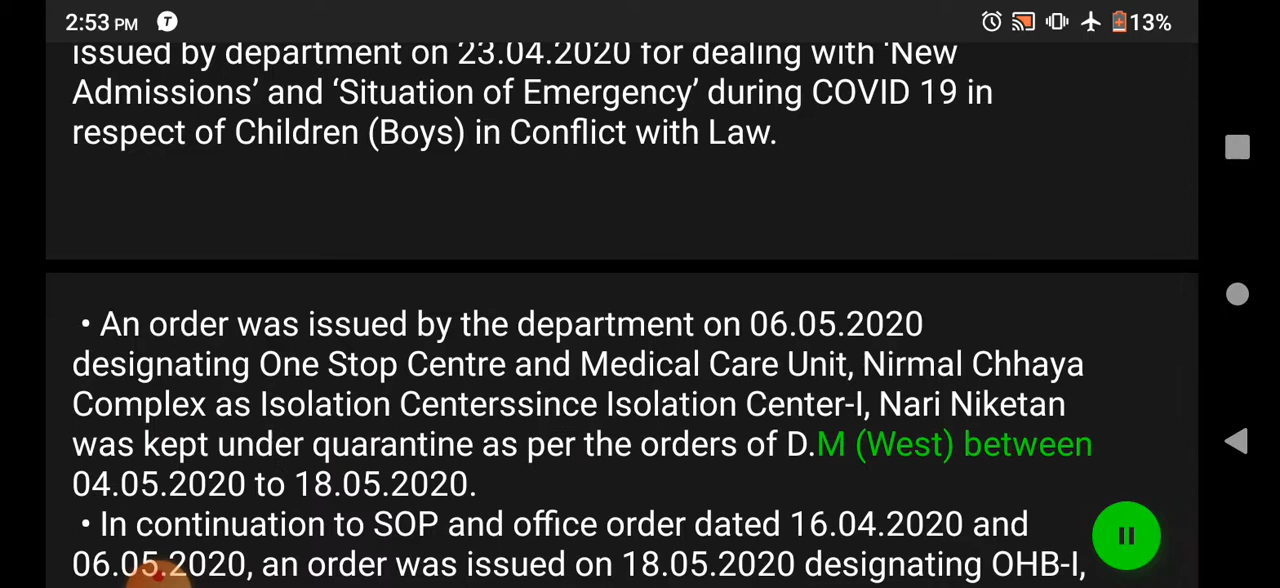 2:53 PM T 13%
issued by department on 23.04.2020 for dealing with 'New
Admissions' and ‘Situation of Emergency’ during COVID 19 in
respect of Children (Boys) in Conflict with Law.
• An order was issued by the department on 06.05.2020
designating One Stop Centre and Medical Care Unit, Nirmal Chhaya
Complex as Isolation Centerssince Isolation Center-I, Nari Niketan
was kept under quarantine as per the orders of D.M (West) between
04.05.2020 to 18.05.2020.
• In continuation to SOP and office order dated 16.04.2020 and
06.05.2020, an order was issued on 18.05.2020 designating OHB-I,